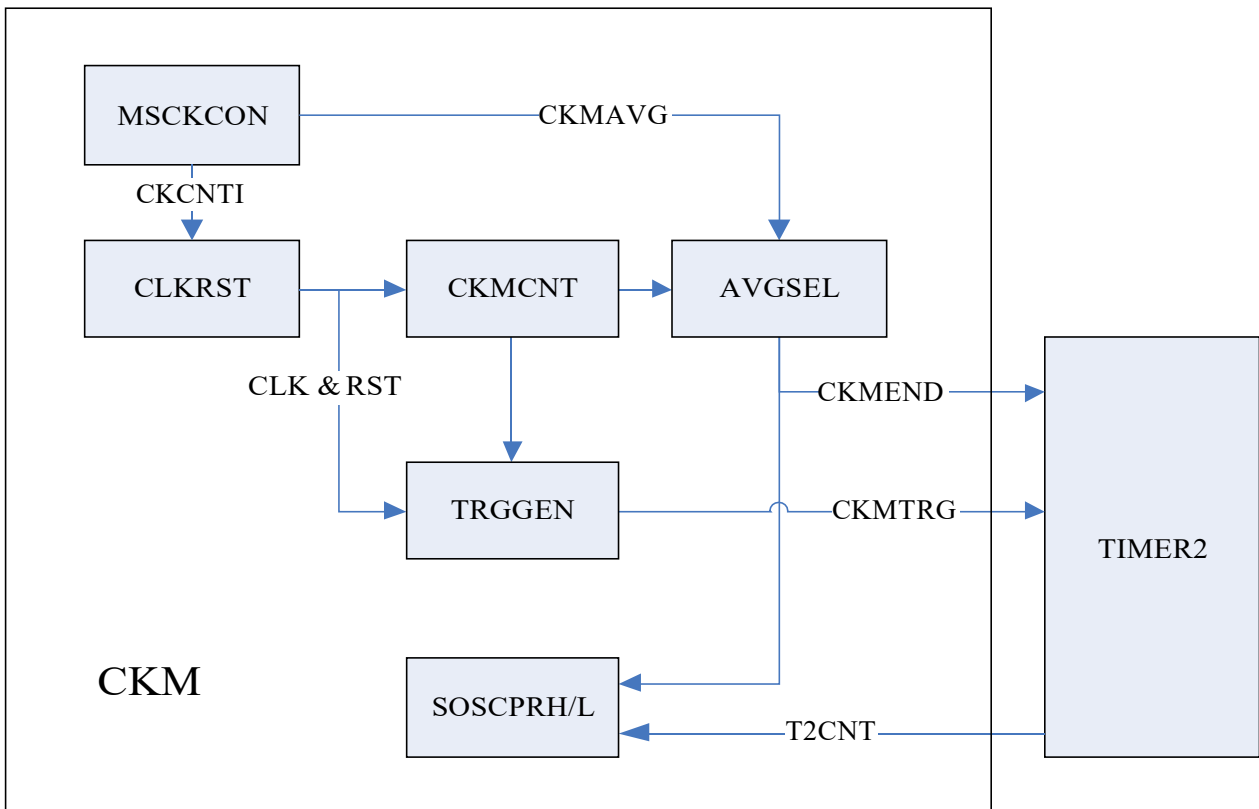 MSCKCON
CKMAVG
CKCNTI
CLKRST
CKMCNT
AVGSEL
CLK & RST
CKMEND
TRGGEN
CKMTRG
TIMER2
CKM
SOSCPRH/L
T2CNT